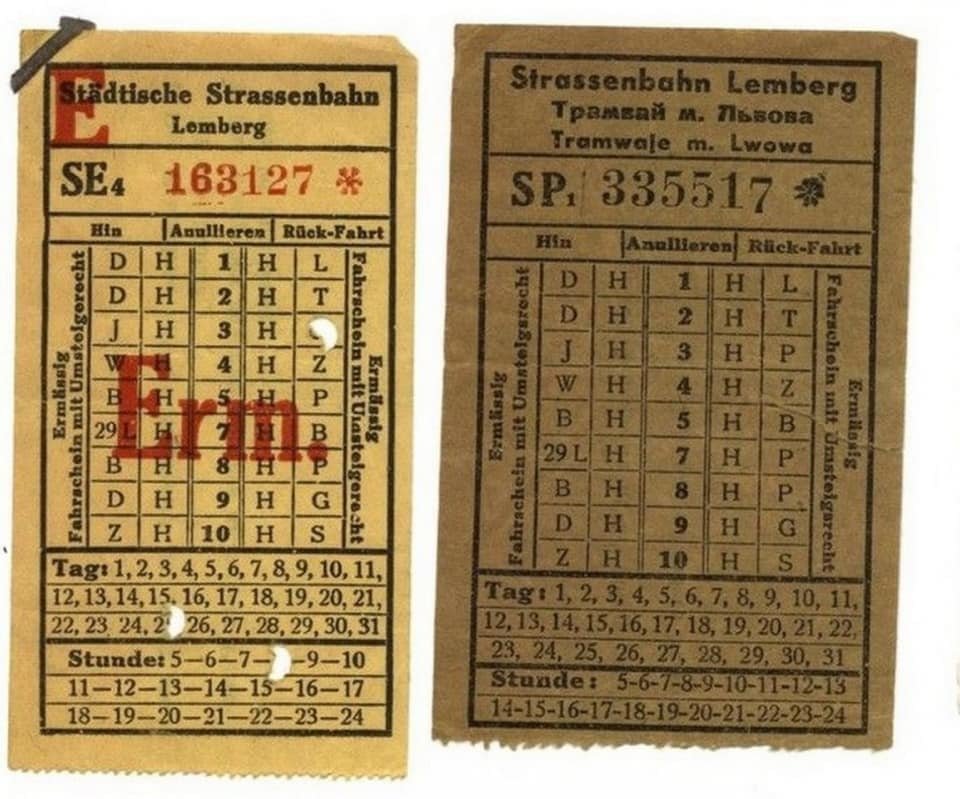 E
Städtische Strassenbahn
Lemberg
SE4 163127 *
Hin Anullieren Rück-Fahrt
Ermässig
Fahrschein mit Umsteigerecht
D H 1 H L
D H 2 H T
J H 3 H
W H 4 H Z
B H 5 H P
29 L H 7 H B
B H 8 H P
D H 9 H G
Z H 10 H S
Ermässig
Fahrschein mit Umsteigerecht
Erm.
Tag: 1, 2, 3, 4, 5, 6, 7, 8, 9, 10, 11,
12, 13, 14, 15, 16, 17, 18, 19, 20, 21,
22, 23 24, 26, 27, 28, 29, 30, 31
Stunde: 5—6—7— —9—10
11—12—13—14—15—16—17
18—19—20—21—22—23—24
Strassenbahn Lemberg
Трамвай м. Львова
Tramwaje m. Lwowa
SP1 335517
Hin Anullieren Rück-Fahrt
Ermässig
Fahrschein mit Umsteigsrecht
D H 1 H L
D H 2 H T
J H 3 H P
W H 4 H Z
B H 5 H B
29 L H 7 H P
B H 8 H P
D H 9 H G
Z H 10 H S
Ermässig
Fahrschein mit Umsteigsrecht
Tag: 1, 2, 3, 4, 5, 6, 7, 8, 9, 10, 11,
12, 13, 14, 15, 16, 17, 18, 19, 20, 21, 22,
23, 24, 25, 26, 27, 28, 29, 30, 31
Stunde: 5-6-7-8-9-10-11-12-13
14-15-16-17-18-19-20-21-22-23-24